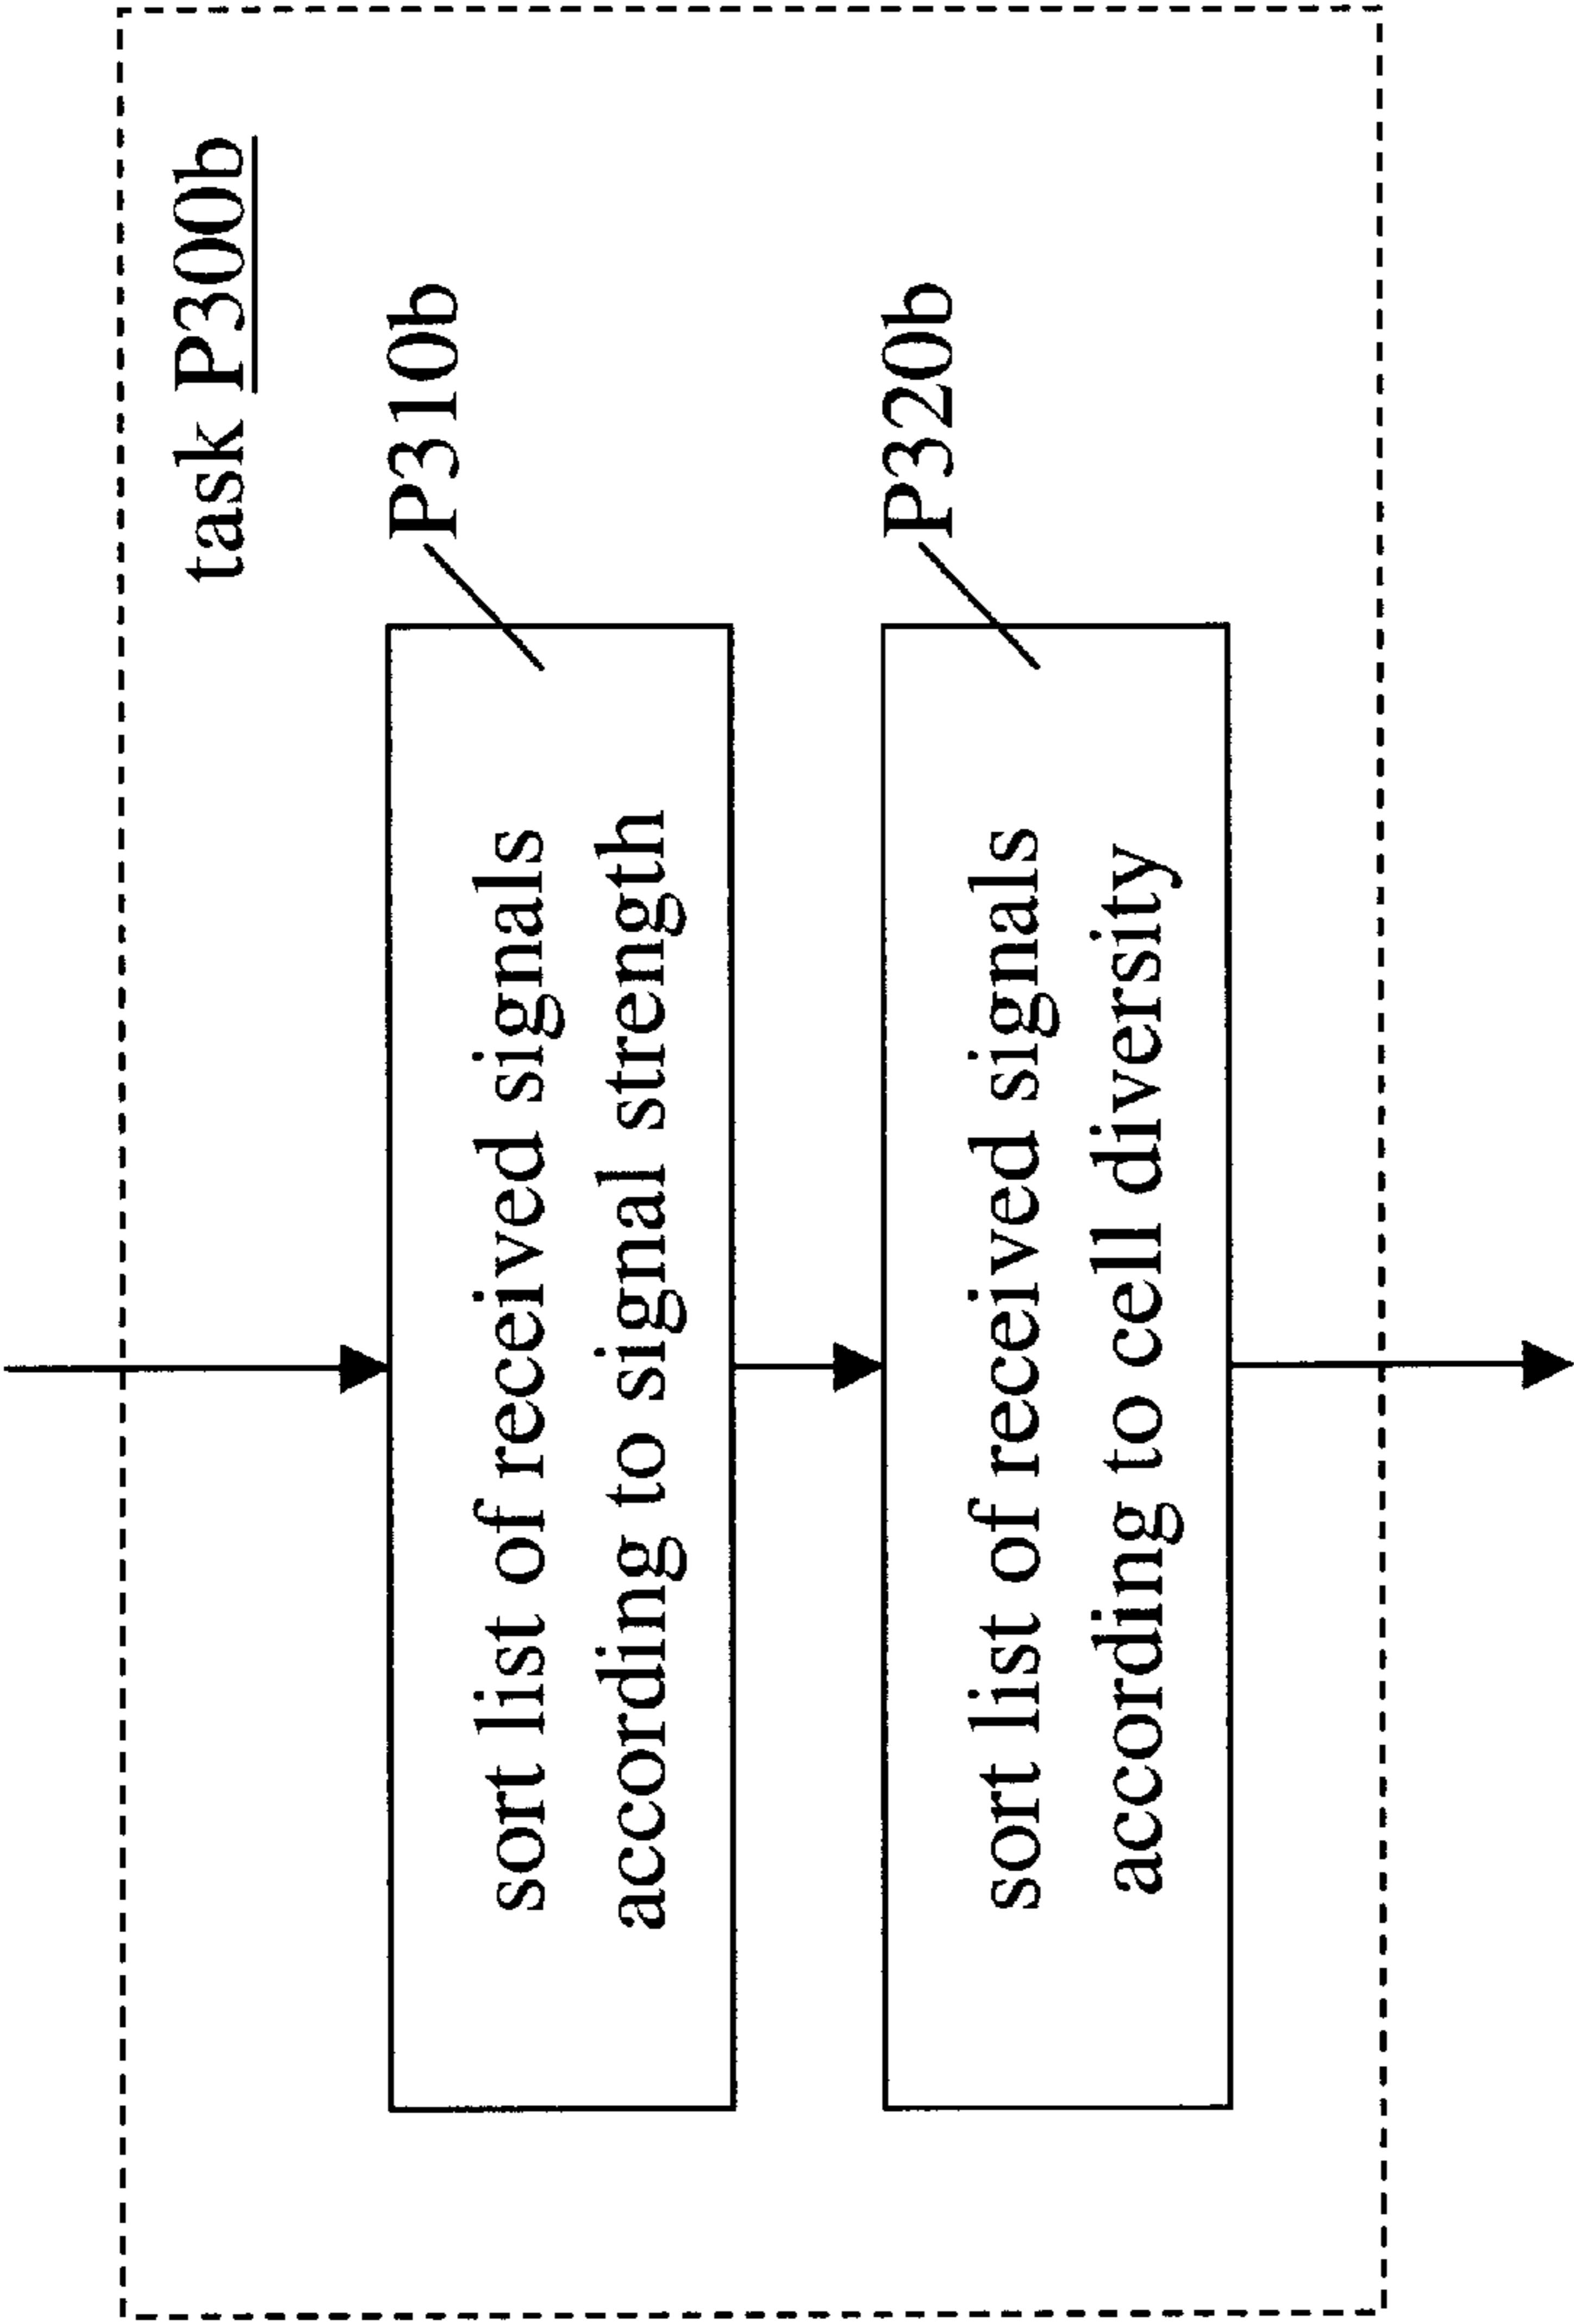 task P300b
P310b
sort list of received signals
according to signal strength
P320b
sort list of received signals
according to cell diversity